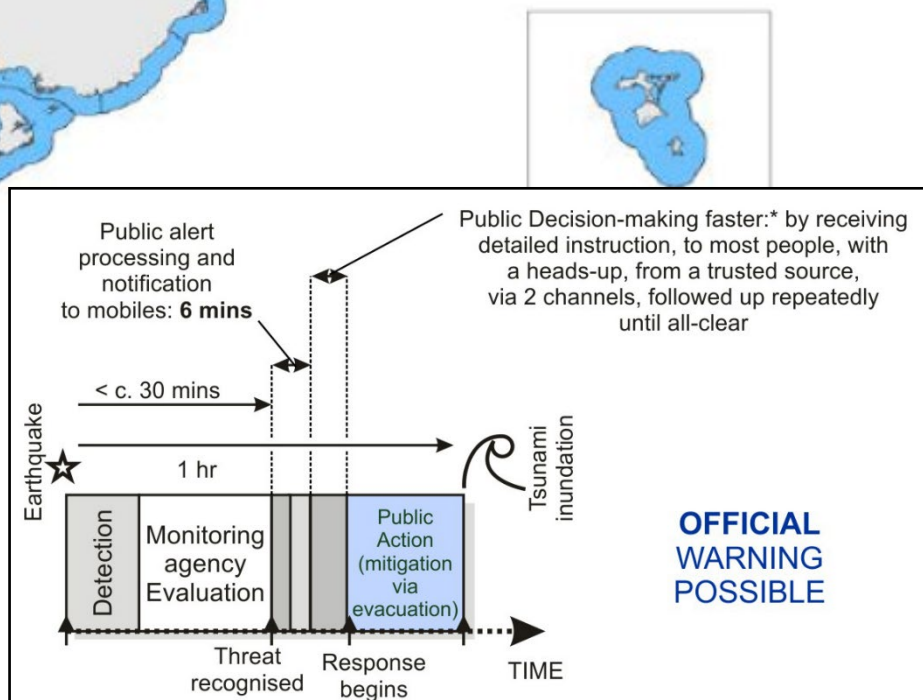 Public alert
processing and
notification
to mobiles: 6 mins
Public Decision-making faster:* by receiving
detailed instruction, to most people, with
a heads-up, from a trusted source,
via 2 channels, followed up repeatedly
until all-clear
< c. 30 mins
1 hr
Earthquake
Tsunami
inundation
Detection
Monitoring
agency
Evaluation
Public
Action
(mitigation
via
evacuation)
OFFICIAL
WARNING
POSSIBLE
Threat
recognised
Response
begins
TIME